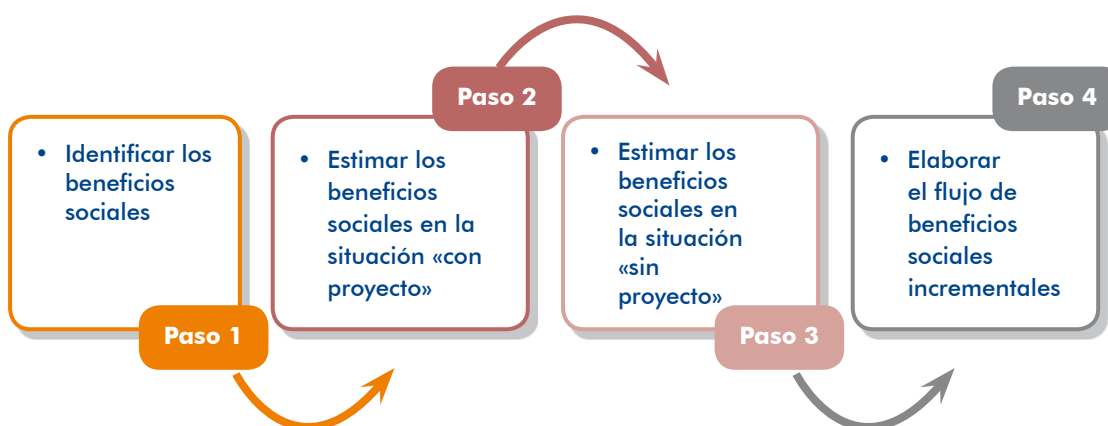 • Identificar los
beneficios
sociales
Paso 1
Paso 2
• Estimar los
beneficios
sociales en la
situación «con
proyecto»
• Estimar los
beneficios
sociales en
la situación
«sin
proyecto»
Paso 3
Paso 4
• Elaborar
el flujo de
beneficios
sociales
incrementales